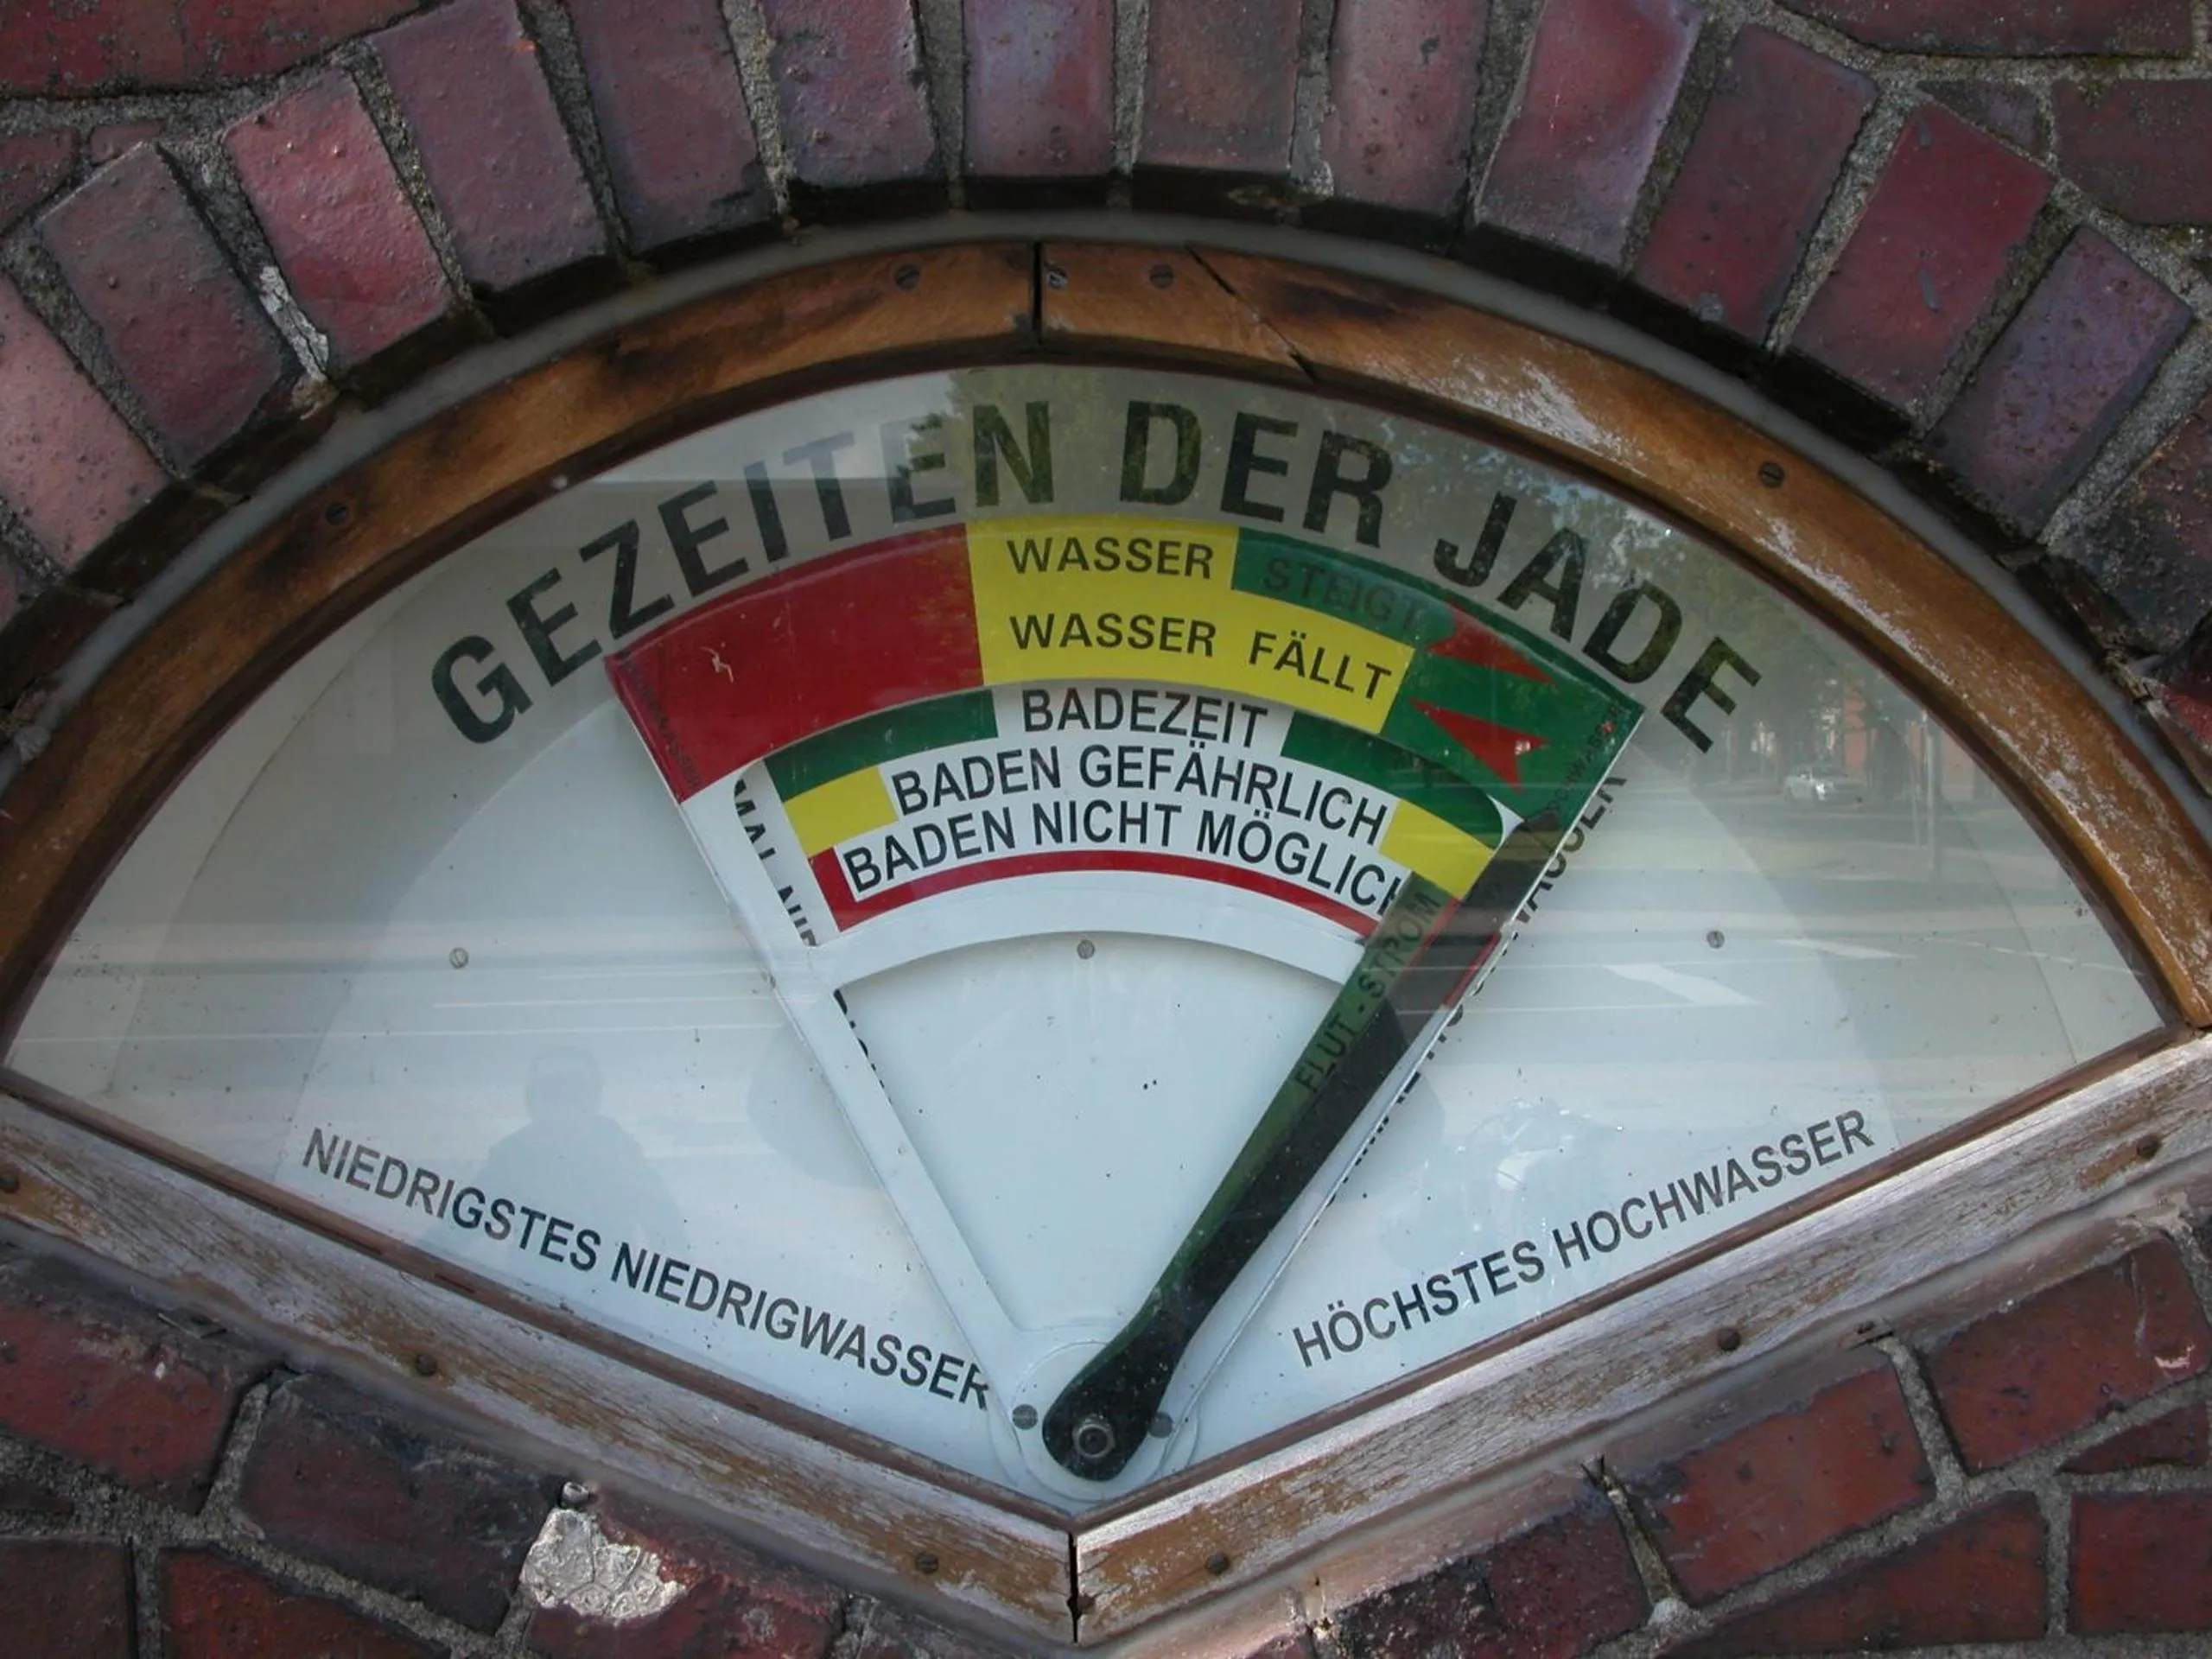 GEZEITEN DER JADE
WASSER STEIGT
WASSER FÄLLT
BADEZEIT
BADEN GEFÄHRLICH
BADEN NICHT MÖGLICH
FLUT - STROM
NIEDRIGSTES NIEDRIGWASSER
HÖCHSTES HOCHWASSER